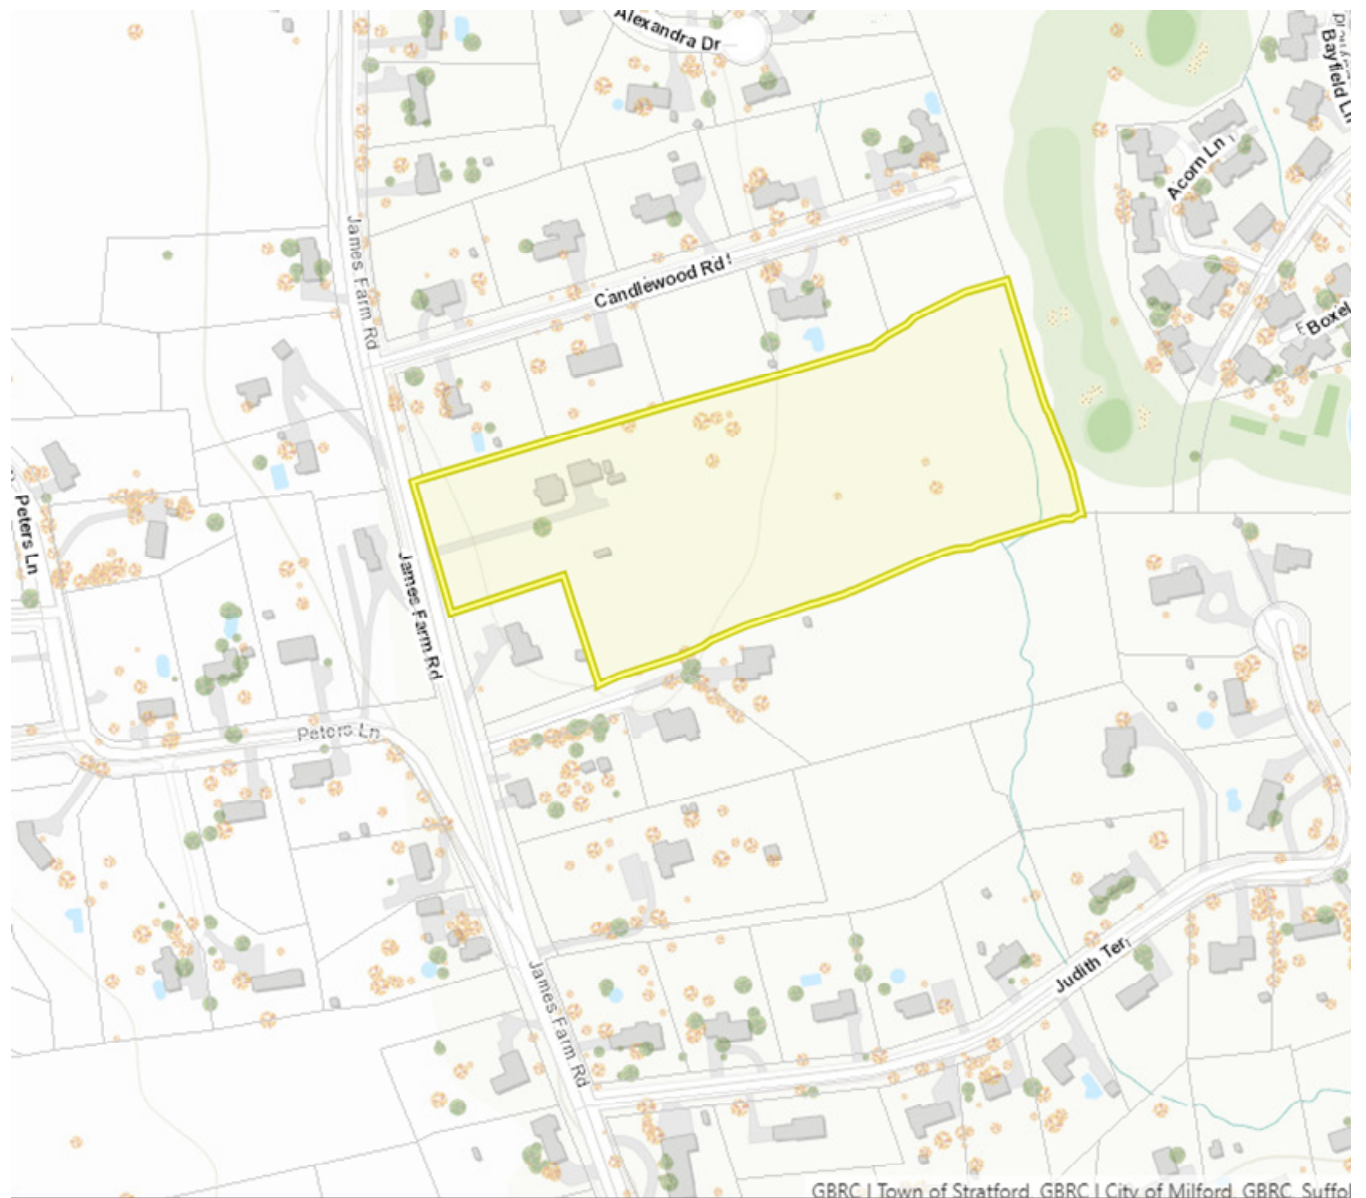 Alexandra Dr
Bayfield Ln
Acorn Ln
James Farm Rd
Candlewood Rd
Boxel
Peters Ln
James Farm Rd
Peters Ln
Judith Ter
James Farm Rd
GBRC | Town of Stratford, GBRC | City of Milford, GBRC, Suffol